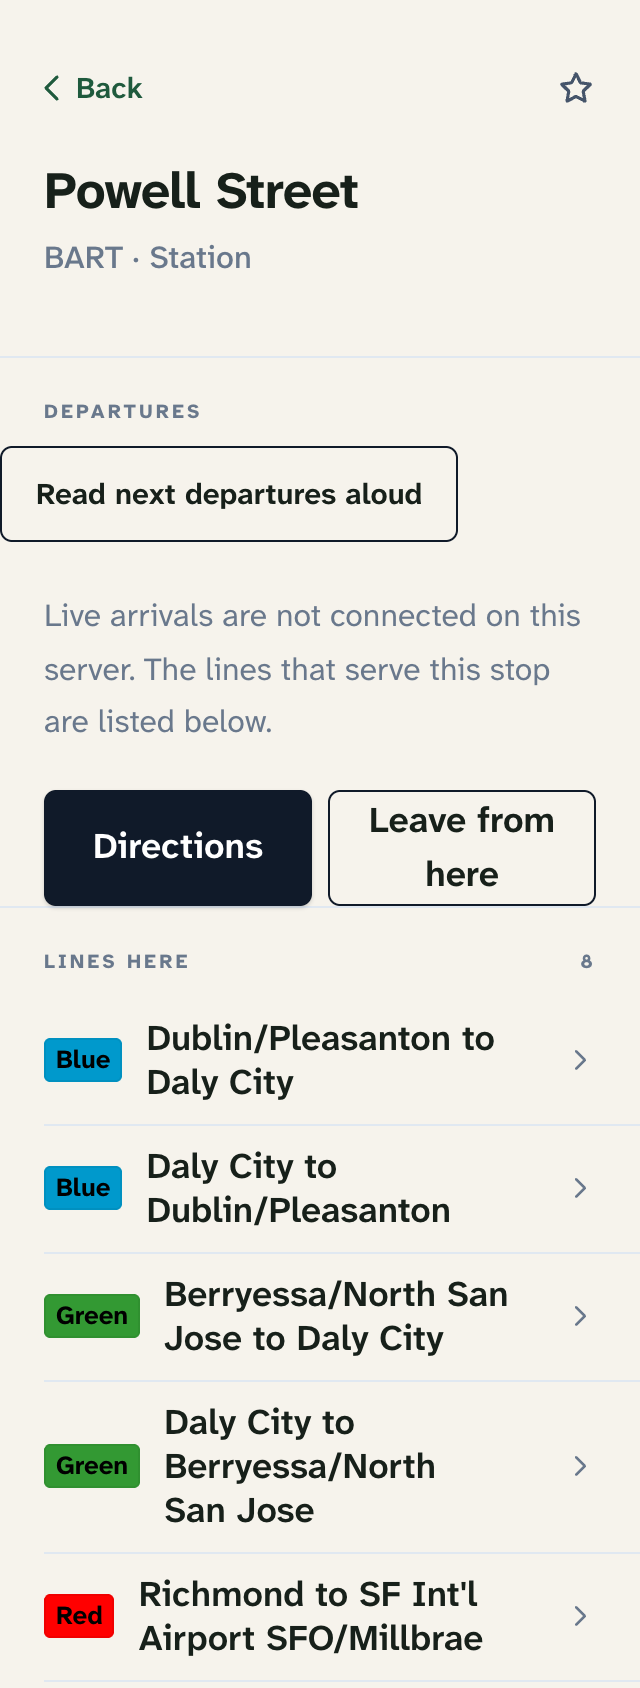 Back
Powell Street
BART · Station
DEPARTURES
Read next departures aloud
Live arrivals are not connected on this
server. The lines that serve this stop
are listed below.
Directions
Leave from
here
LINES HERE
8
Blue
Dublin/Pleasanton to
Daly City
Blue
Daly City to
Dublin/Pleasanton
Green
Berryessa/North San
Jose to Daly City
Green
Daly City to
Berryessa/North
San Jose
Red
Richmond to SF Int'l
Airport SFO/Millbrae